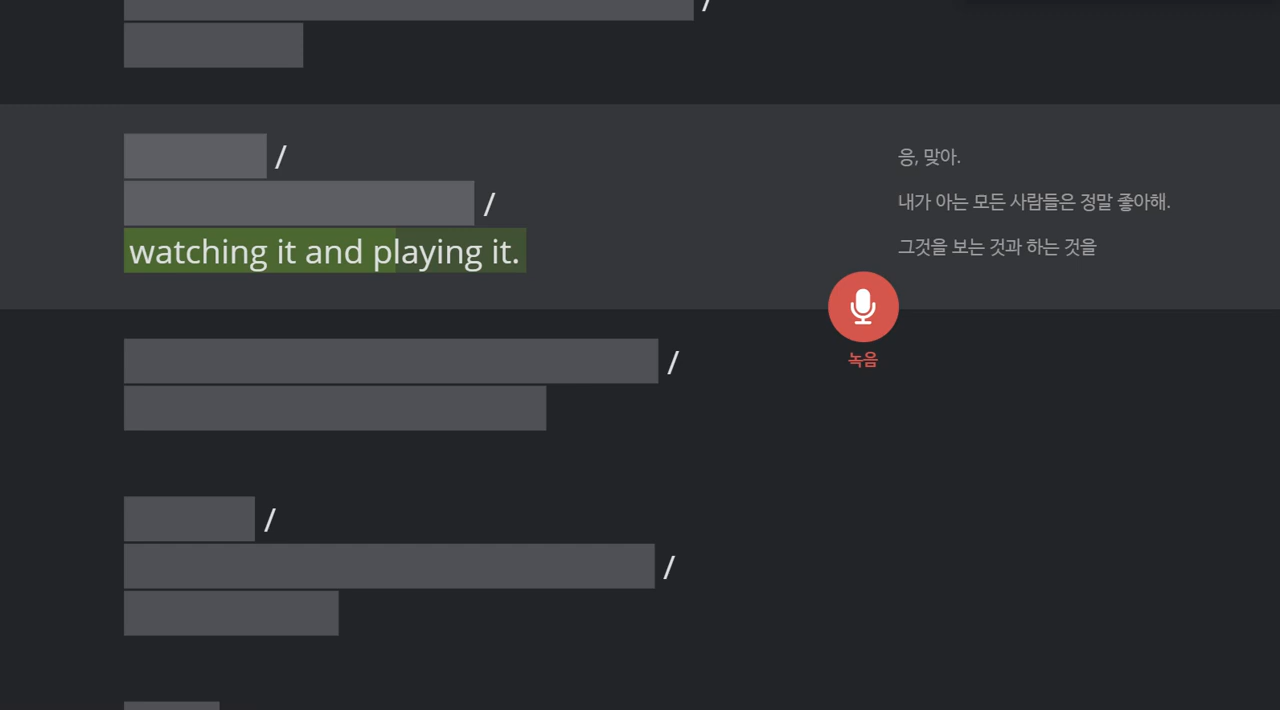 /
/
응, 맞아.
/
내가 아는 모든 사람들은 정말 좋아해.
watching it and playing it.
그것을 보는 것과 하는 것을
녹음
/
/
/